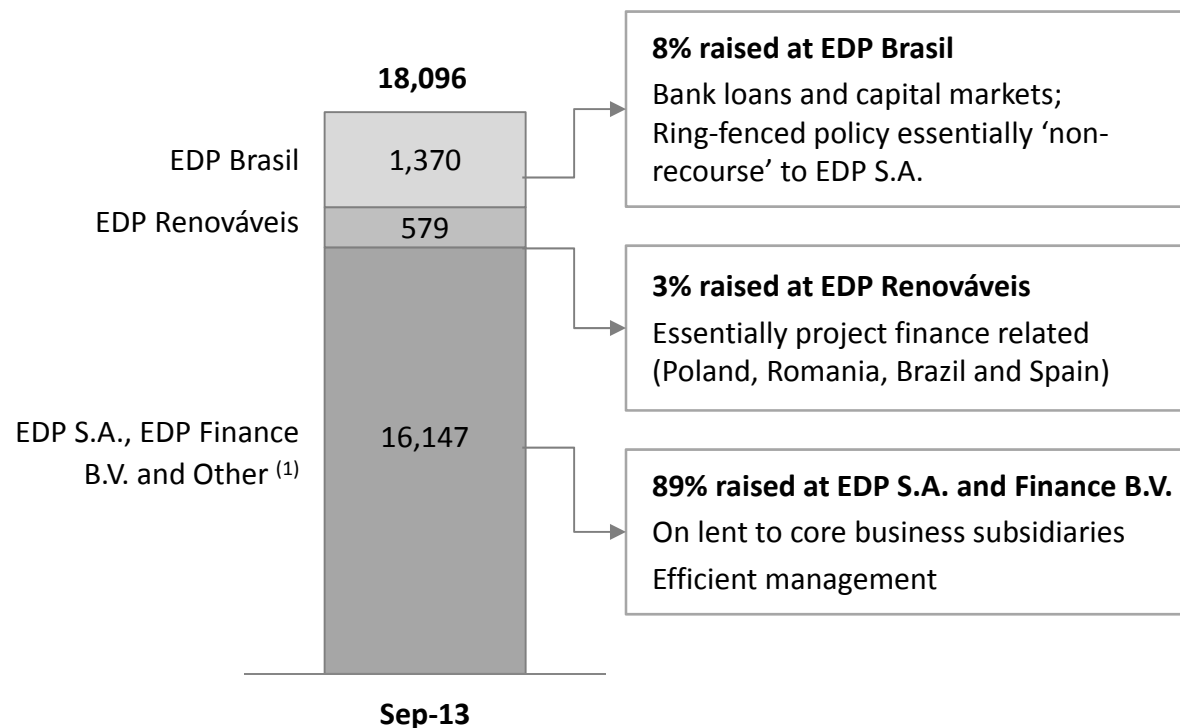 18,096
EDP Brasil
1,370
EDP Renováveis
579
EDP S.A., EDP Finance
B.V. and Other (1)
16,147
Sep-13
8% raised at EDP Brasil
Bank loans and capital markets;
Ring-fenced policy essentially ‘non-
recourse’ to EDP S.A.
3% raised at EDP Renováveis
Essentially project finance related
(Poland, Romania, Brazil and Spain)
89% raised at EDP S.A. and Finance B.V.
On lent to core business subsidiaries
Efficient management